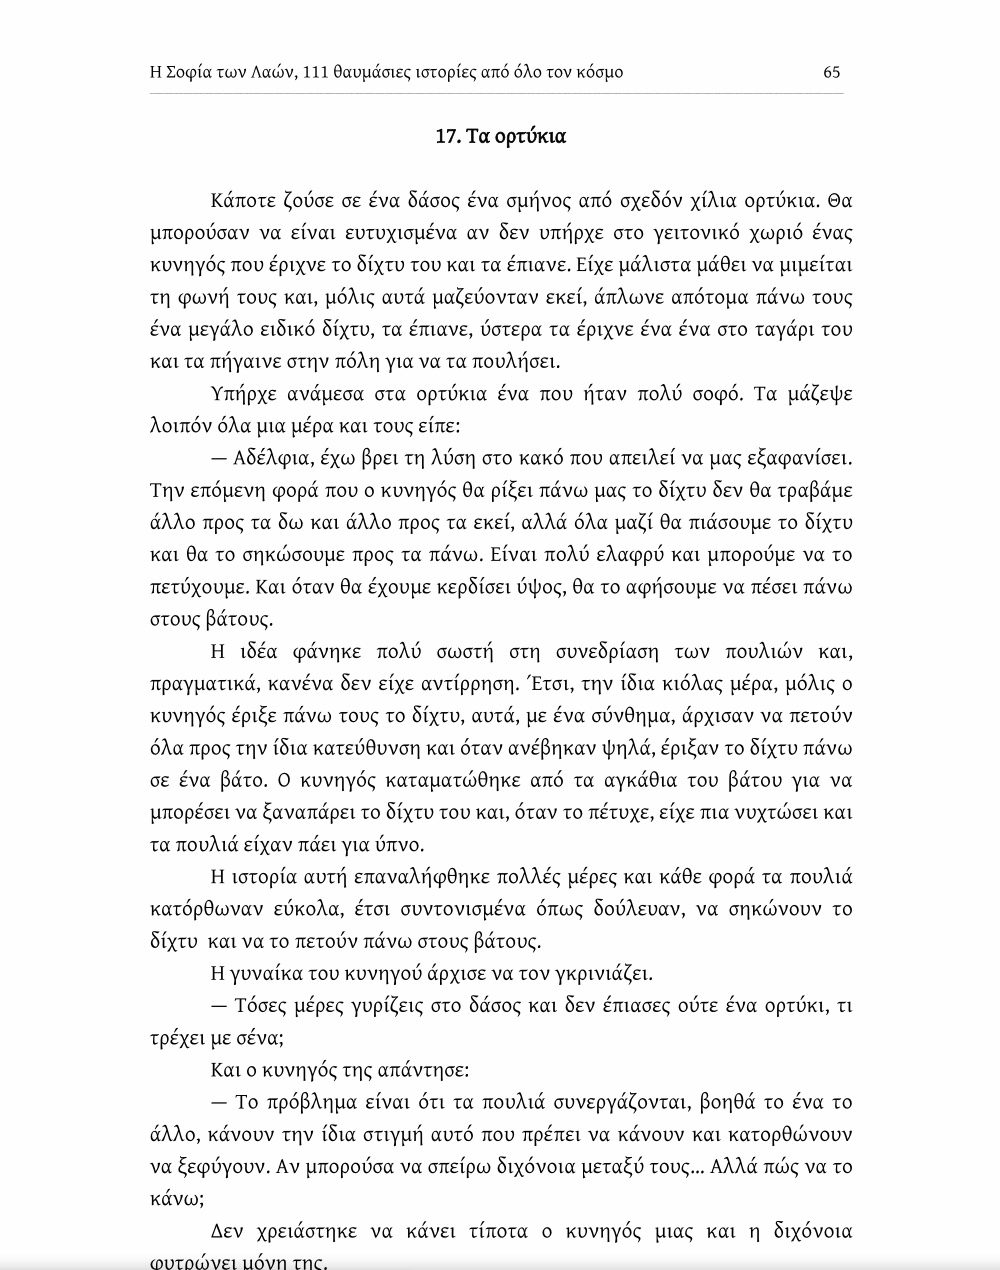 Η Σοφία των Λαών, 111 θαυμάσιες ιστορίες από όλο τον κόσμο 65
17. Τα ορτύκια
Κάποτε ζούσε σε ένα δάσος ένα σμήνος από σχεδόν χίλια ορτύκια. Θα
μπορούσαν να είναι ευτυχισμένα αν δεν υπήρχε στο γειτονικό χωριό ένας
κυνηγός που έριχνε το δίχτυ του και τα έπιανε. Είχε μάλιστα μάθει να μιμείται
τη φωνή τους και, μόλις αυτά μαζεύονταν εκεί, άπλωνε απότομα πάνω τους
ένα μεγάλο ειδικό δίχτυ, τα έπιανε, ύστερα τα έριχνε ένα ένα στο ταγάρι του
και τα πήγαινε στην πόλη για να τα πουλήσει.
Υπήρχε ανάμεσα στα ορτύκια ένα που ήταν πολύ σοφό. Τα μάζεψε
λοιπόν όλα μια μέρα και τους είπε:
— Αδέλφια, έχω βρει τη λύση στο κακό που απειλεί να μας εξαφανίσει.
Την επόμενη φορά που ο κυνηγός θα ρίξει πάνω μας το δίχτυ δεν θα τραβάμε
άλλο προς τα δω και άλλο προς τα εκεί, αλλά όλα μαζί θα πιάσουμε το δίχτυ
και θα το σηκώσουμε προς τα πάνω. Είναι πολύ ελαφρύ και μπορούμε να το
πετύχουμε. Και όταν θα έχουμε κερδίσει ύψος, θα το αφήσουμε να πέσει πάνω
στους βάτους.
Η ιδέα φάνηκε πολύ σωστή στη συνεδρίαση των πουλιών και,
πραγματικά, κανένα δεν είχε αντίρρηση. Έτσι, την ίδια κιόλας μέρα, μόλις ο
κυνηγός έριξε πάνω τους το δίχτυ, αυτά, με ένα σύνθημα, άρχισαν να πετούν
όλα προς την ίδια κατεύθυνση και όταν ανέβηκαν ψηλά, έριξαν το δίχτυ πάνω
σε ένα βάτο. Ο κυνηγός καταματώθηκε από τα αγκάθια του βάτου για να
μπορέσει να ξαναπάρει το δίχτυ του και, όταν το πέτυχε, είχε πια νυχτώσει και
τα πουλιά είχαν πάει για ύπνο.
Η ιστορία αυτή επαναλήφθηκε πολλές μέρες και κάθε φορά τα πουλιά
κατόρθωναν εύκολα, έτσι συντονισμένα όπως δούλευαν, να σηκώνουν το
δίχτυ και να το πετούν πάνω στους βάτους.
Η γυναίκα του κυνηγού άρχισε να τον γκρινιάζει.
— Τόσες μέρες γυρίζεις στο δάσος και δεν έπιασες ούτε ένα ορτύκι, τι
τρέχει με σένα;
Και ο κυνηγός της απάντησε:
— Το πρόβλημα είναι ότι τα πουλιά συνεργάζονται, βοηθά το ένα το
άλλο, κάνουν την ίδια στιγμή αυτό που πρέπει να κάνουν και κατορθώνουν
να ξεφύγουν. Αν μπορούσα να σπείρω διχόνοια μεταξύ τους... Αλλά πώς να το
κάνω;
Δεν χρειάστηκε να κάνει τίποτα ο κυνηγός μιας και η διχόνοια
φυτρώνει μόνη της.